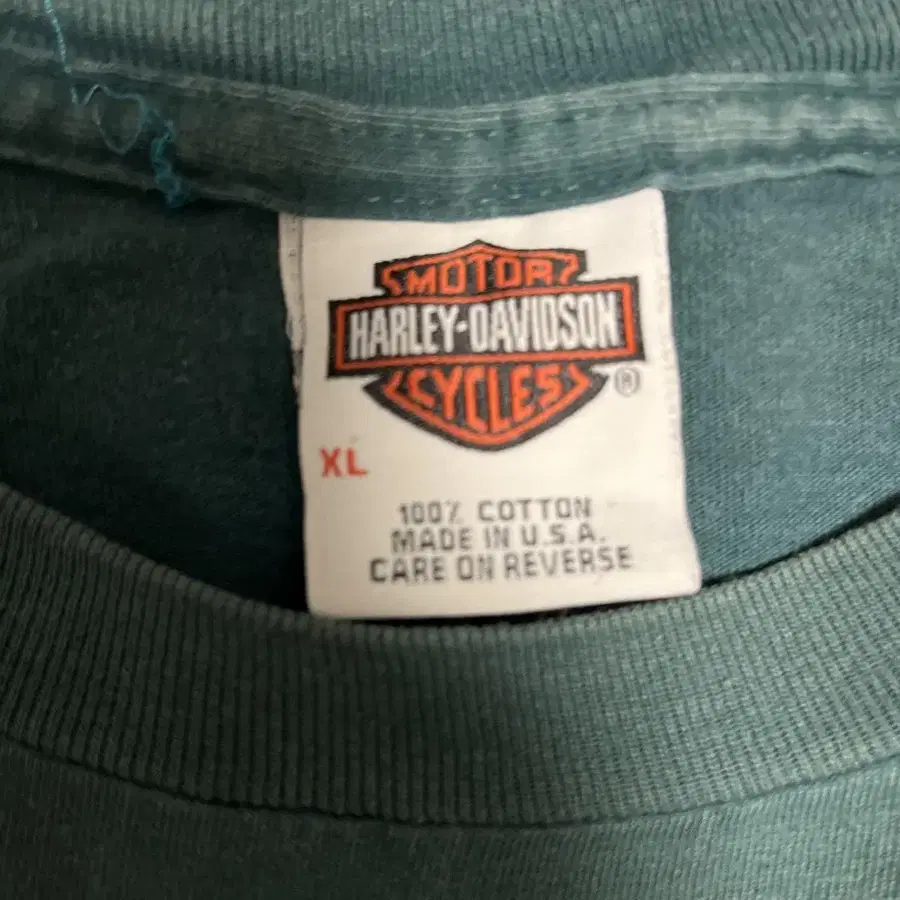 MOTOR
HARLEY-DAVIDSON
CYCLES
®
XL
100% COTTON
MADE IN U.S.A.
CARE ON REVERSE